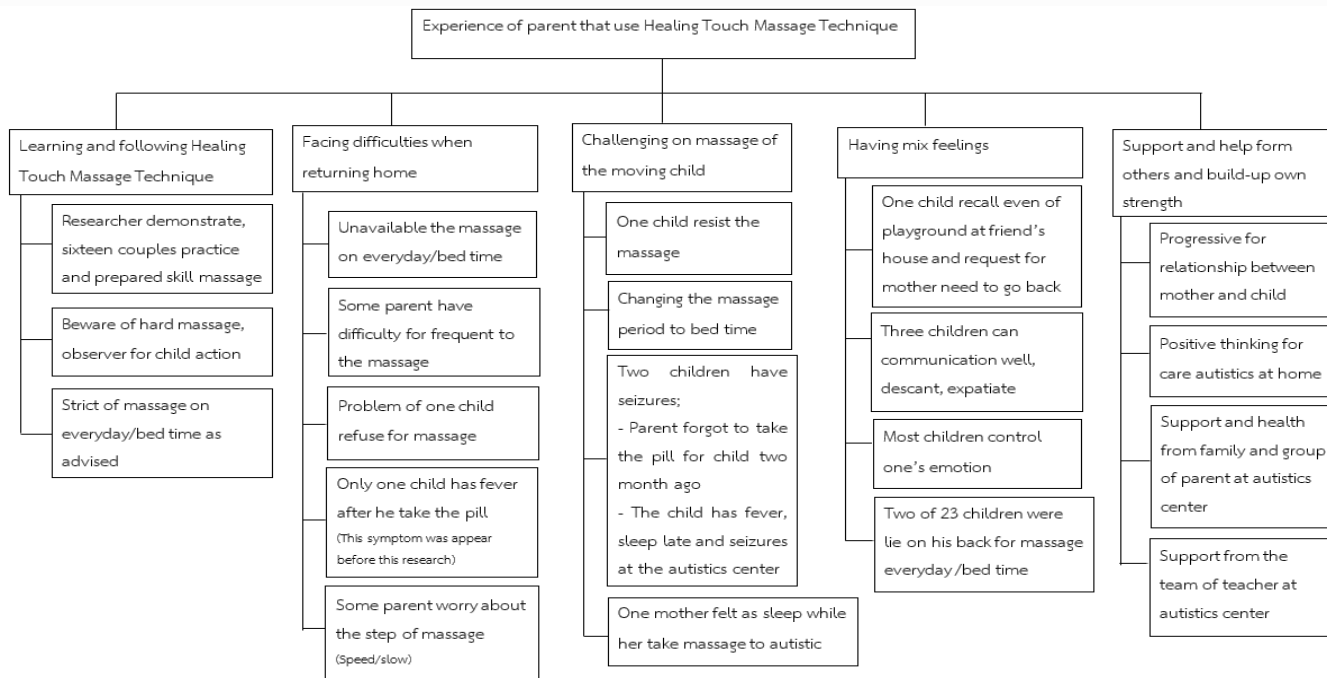 Experience of parent that use Healing Touch Massage Technique
Learning and following Healing
Touch Massage Technique
Researcher demonstrate,
sixteen couples practice
and prepared skill massage
Beware of hard massage,
observer for child action
Strict of massage on
everyday/bed time as
advised
Facing difficulties when
returning home
Unavailable the massage
on everyday/bed time
Some parent have
difficulty for frequent to
the massage
Problem of one child
refuse for massage
Only one child has fever
after he take the pill
(This symptom was appear
before this research)
Some parent worry about
the step of massage
(Speed/slow)
Challenging on massage of
the moving child
One child resist the
massage
Changing the massage
period to bed time
Two children have
seizures;
- Parent forgot to take
the pill for child two
month ago
- The child has fever,
sleep late and seizures
at the autistics center
One mother felt as sleep while
her take massage to autistic
Having mix feelings
One child recall even of
playground at friend's
house and request for
mother need to go back
Three children can
communication well,
descant, expatiate
Most children control
one's emotion
Two of 23 children were
lie on his back for massage
everyday/bed time
Support and help form
others and build-up own
strength
Progressive for
relationship between
mother and child
Positive thinking for
care autistics at home
Support and health
from family and group
of parent at autistics
center
Support from the
team of teacher at
autistics center